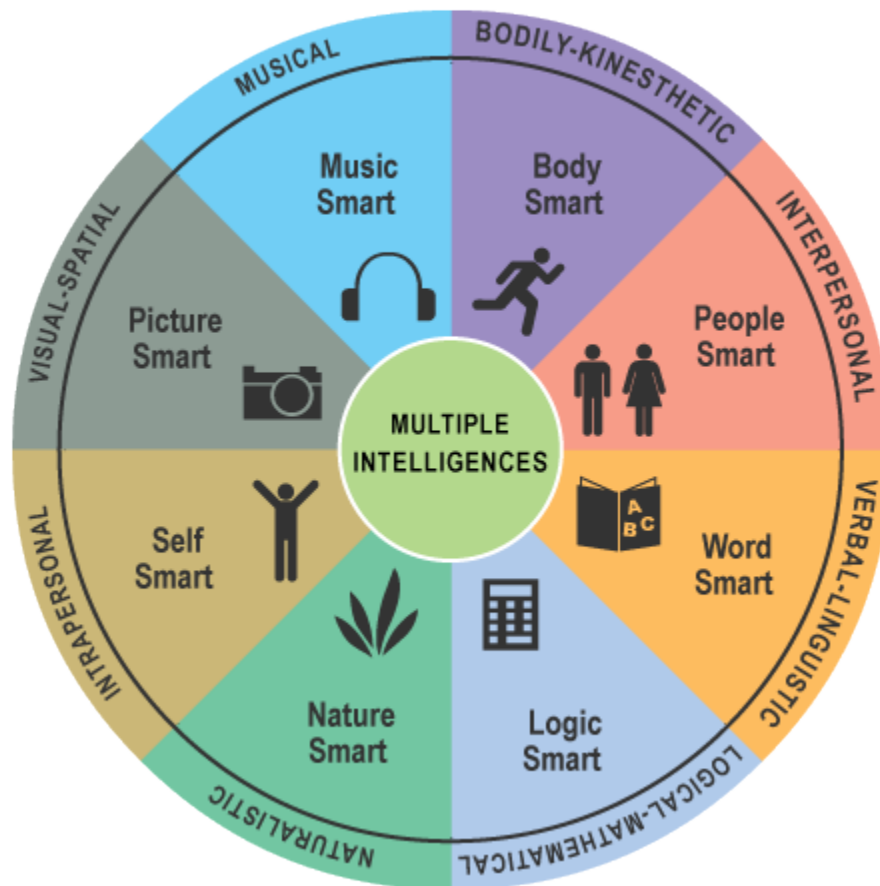 MUSICAL
BODILY-KINESTHETIC
INTERPERSONAL
VERBAL-LINGUISTIC
LOGICAL-MATHEMATICAL
NATURALISTIC
INTRAPERSONAL
VISUAL-SPATIAL
Music
Smart
Body
Smart
People
Smart
A
B C
Word
Smart
Logic
Smart
Nature
Smart
Self
Smart
Picture
Smart
MULTIPLE
INTELLIGENCES